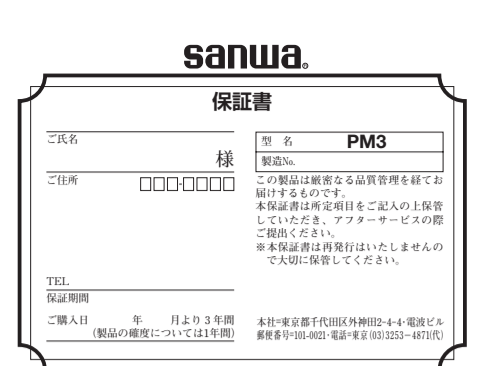 sanwa®
保証書
ご氏名
様
ご住所
□□□-□□□□
TEL
保証期間
ご購入日 年 月より3年間
(製品の確度については1年間)
型 名 PM3
製造No.
この製品は厳密なる品質管理を経てお
届けするものです。
本保証書は所定項目をご記入の上保管
していただき、アフターサービスの際
ご提出ください。
※本保証書は再発行はいたしませんの
で大切に保管してください。
本社=東京都千代田区外神田2-4-4・電波ビル
郵便番号=101-0021・電話=東京(03)3253-4871(代)